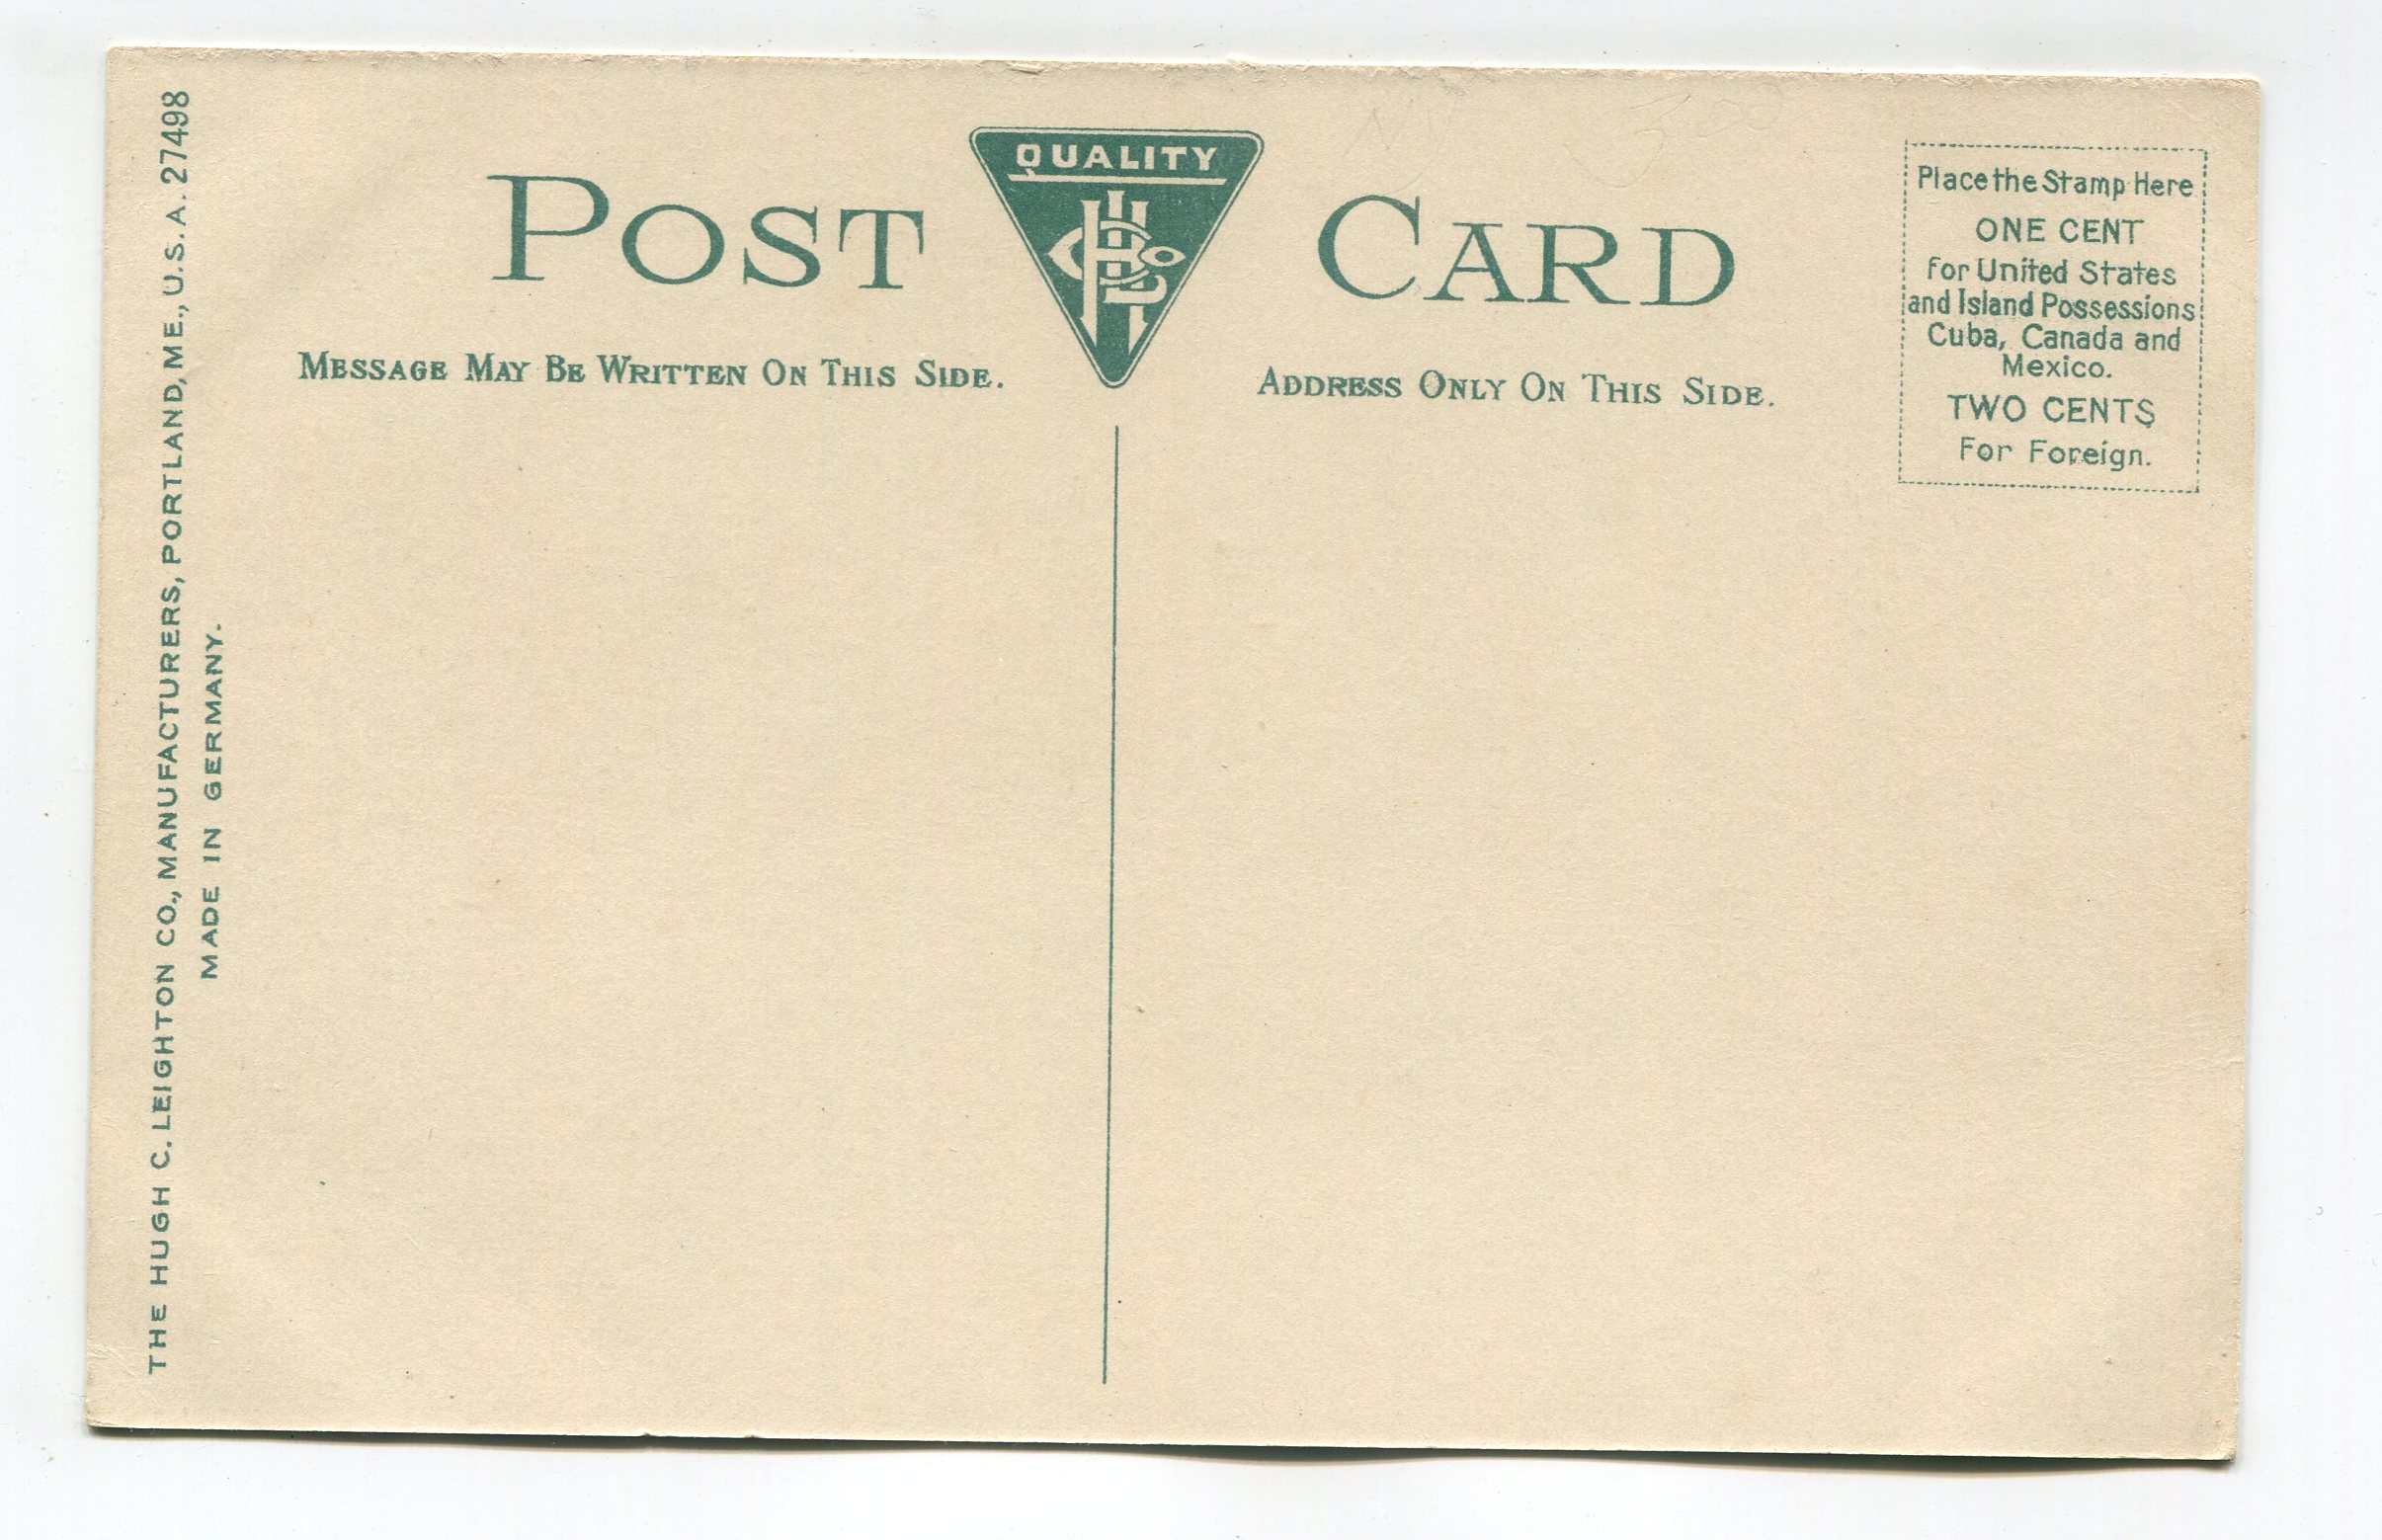 THE HUGH C. LEIGHTON CO., MANUFACTURERS, PORTLAND, ME., U.S.A. 27498
MADE IN GERMANY.
POST CARD
QUALITY
MESSAGE MAY BE WRITTEN ON THIS SIDE.
ADDRESS ONLY ON THIS SIDE.
Place the Stamp Here
ONE CENT
for United States
and Island Possessions
Cuba, Canada and
Mexico.
TWO CENTS
For Foreign.